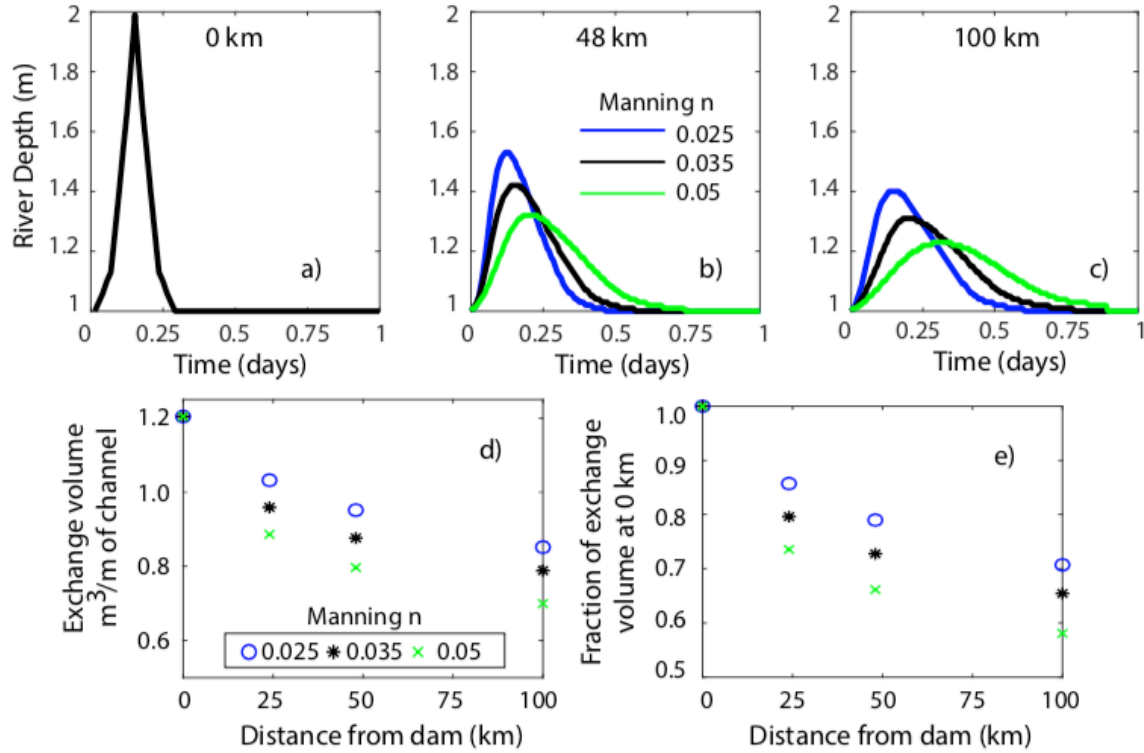 0 km
48 km
100 km
River Depth (m)
2
1.8
1.6
1.4
1.2
1
a)
0 0.25 0.5 0.75 1
Time (days)
2
1.8
1.6
1.4
1.2
1
Manning n
0.025
0.035
0.05
b)
0 0.25 0.5 0.75 1
Time (days)
2
1.8
1.6
1.4
1.2
1
c)
0 0.25 0.5 0.75 1
Time (days)
Exchange volume
m³/m of channel
1.2
1.0
0.8
0.6
d)
Manning n
0.025 0.035 0.05
0 25 50 75 100
Distance from dam (km)
Fraction of exchange
volume at 0 km
1.0
0.9
0.8
0.7
0.6
0.5
e)
0 25 50 75 100
Distance from dam (km)